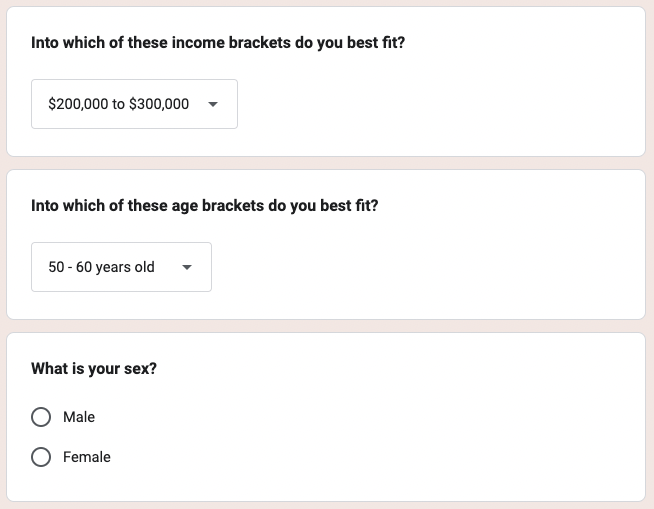 Into which of these income brackets do you best fit?
$200,000 to $300,000
Into which of these age brackets do you best fit?
50 - 60 years old
What is your sex?
Male
Female